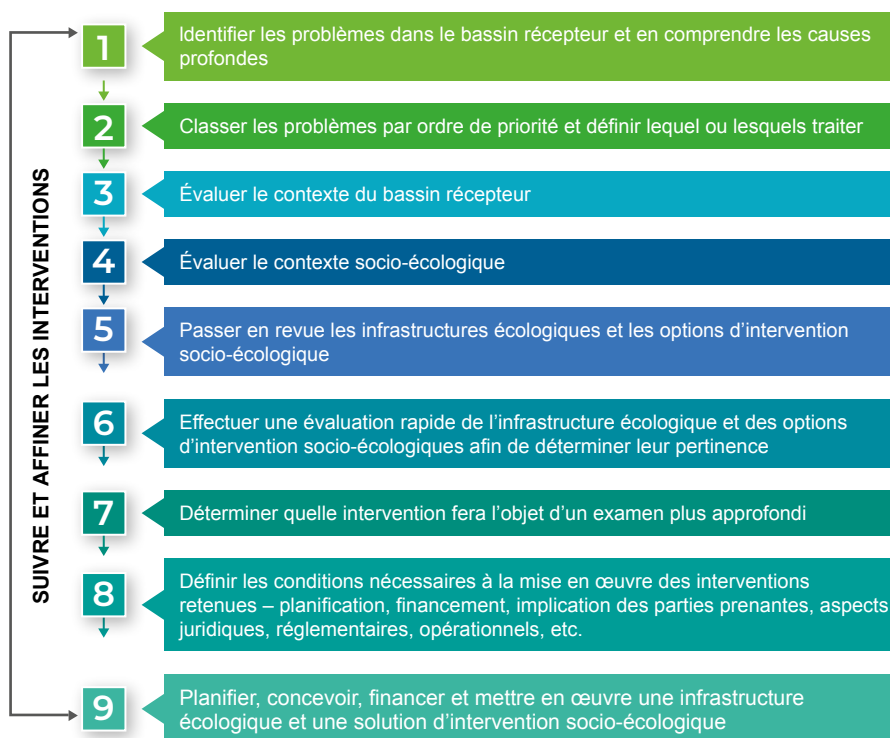 SUIVRE ET AFFINER LES INTERVENTIONS
1
Identifier les problèmes dans le bassin récepteur et en comprendre les causes
profondes
2
Classer les problèmes par ordre de priorité et définir lequel ou lesquels traiter
3
Évaluer le contexte du bassin récepteur
4
Évaluer le contexte socio-écologique
5
Passer en revue les infrastructures écologiques et les options d’intervention
socio-écologique
6
Effectuer une évaluation rapide de l’infrastructure écologique et des options
d’intervention socio-écologiques afin de déterminer leur pertinence
7
Déterminer quelle intervention fera l’objet d’un examen plus approfondi
8
Définir les conditions nécessaires à la mise en œuvre des interventions
retenues – planification, financement, implication des parties prenantes, aspects
juridiques, réglementaires, opérationnels, etc.
9
Planifier, concevoir, financer et mettre en œuvre une infrastructure
écologique et une solution d’intervention socio-écologique